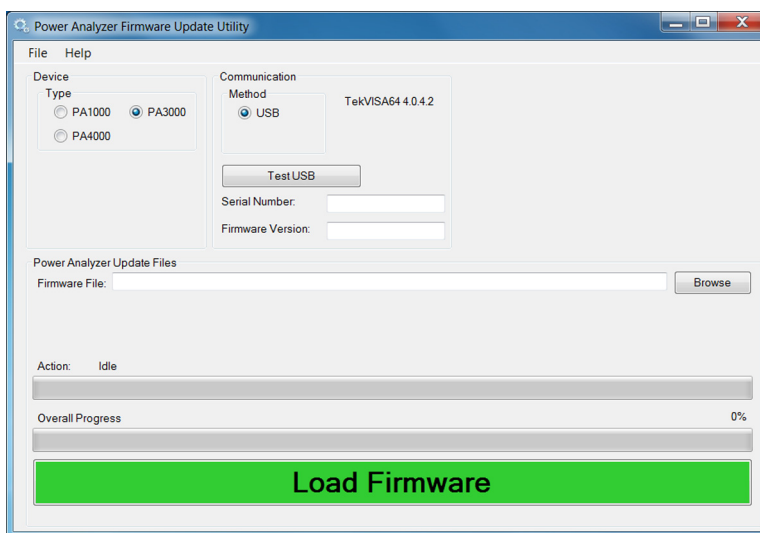 Power Analyzer Firmware Update Utility
File Help
Device
Type
PA1000 PA3000
PA4000
Communication
Method
USB
TekVISA64 4.0.4.2
Test USB
Serial Number:
Firmware Version:
Power Analyzer Update Files
Firmware File:
Browse
Action: Idle
Overall Progress 0%
Load Firmware